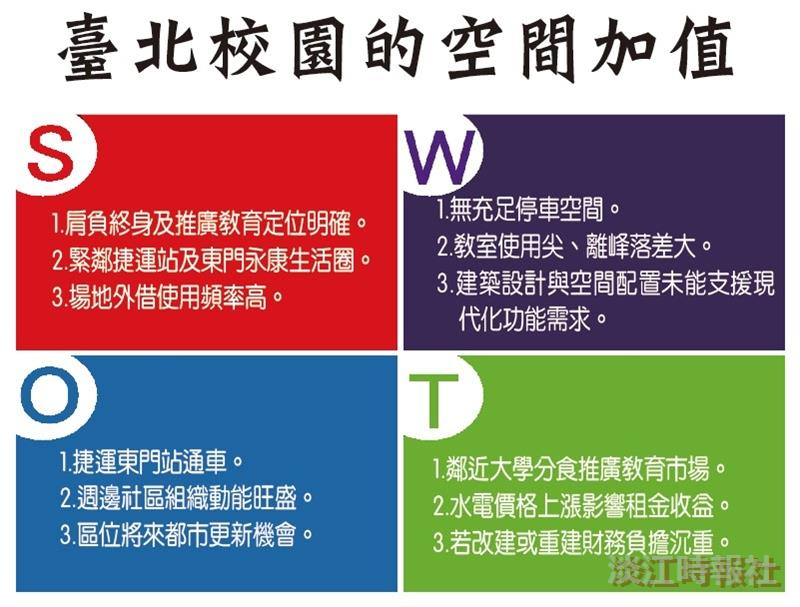 臺北校園的空間加值
S
1.肩負終身及推廣教育定位明確。
2.緊鄰捷運站及東門永康生活圈。
3.場地外借使用頻率高。
W
1.無充足停車空間。
2.教室使用尖、離峰落差大。
3.建築設計與空間配置未能支援現
代化功能需求。
O
1.捷運東門站通車。
2.週邊社區組織動能旺盛。
3.區位將來都市更新機會。
T
1.鄰近大學分食推廣教育市場。
2.水電價格上漲影響租金收益。
3.若改建或重建財務負擔沉重。
淡江時報社